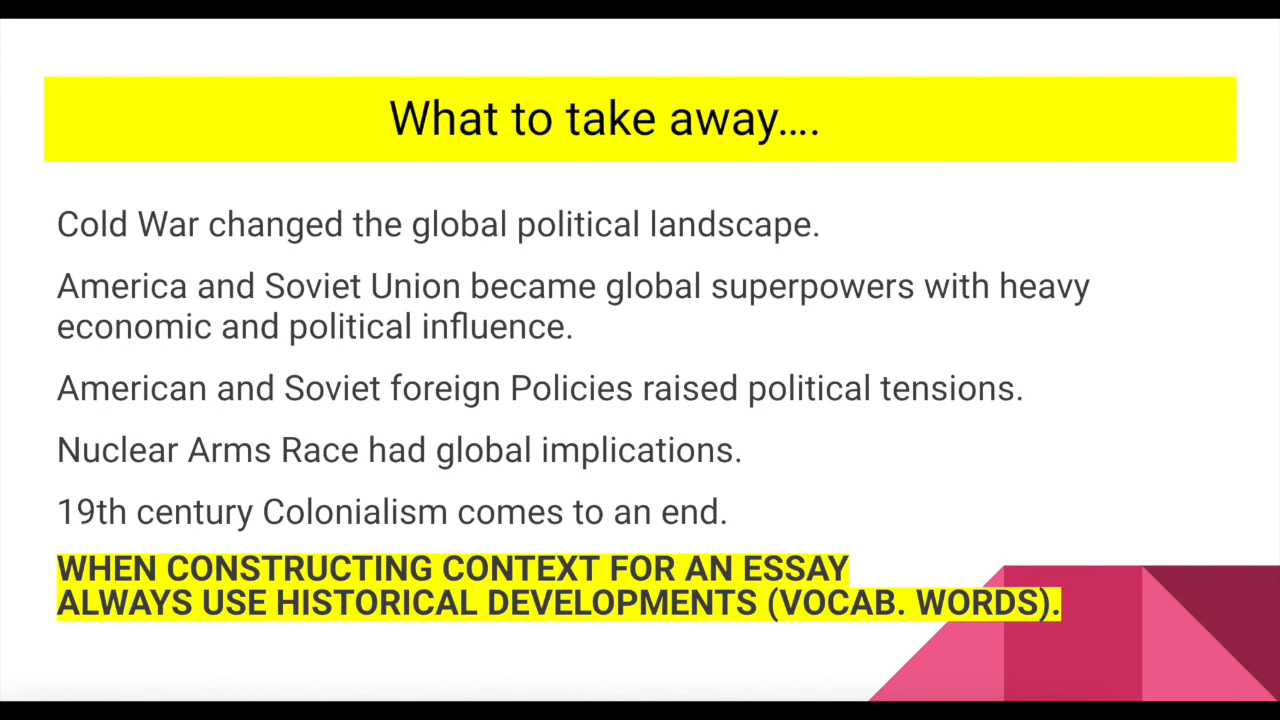 What to take away....
Cold War changed the global political landscape.
America and Soviet Union became global superpowers with heavy
economic and political influence.
American and Soviet foreign Policies raised political tensions.
Nuclear Arms Race had global implications.
19th century Colonialism comes to an end.
WHEN CONSTRUCTING CONTEXT FOR AN ESSAY
ALWAYS USE HISTORICAL DEVELOPMENTS (VOCAB. WORDS).